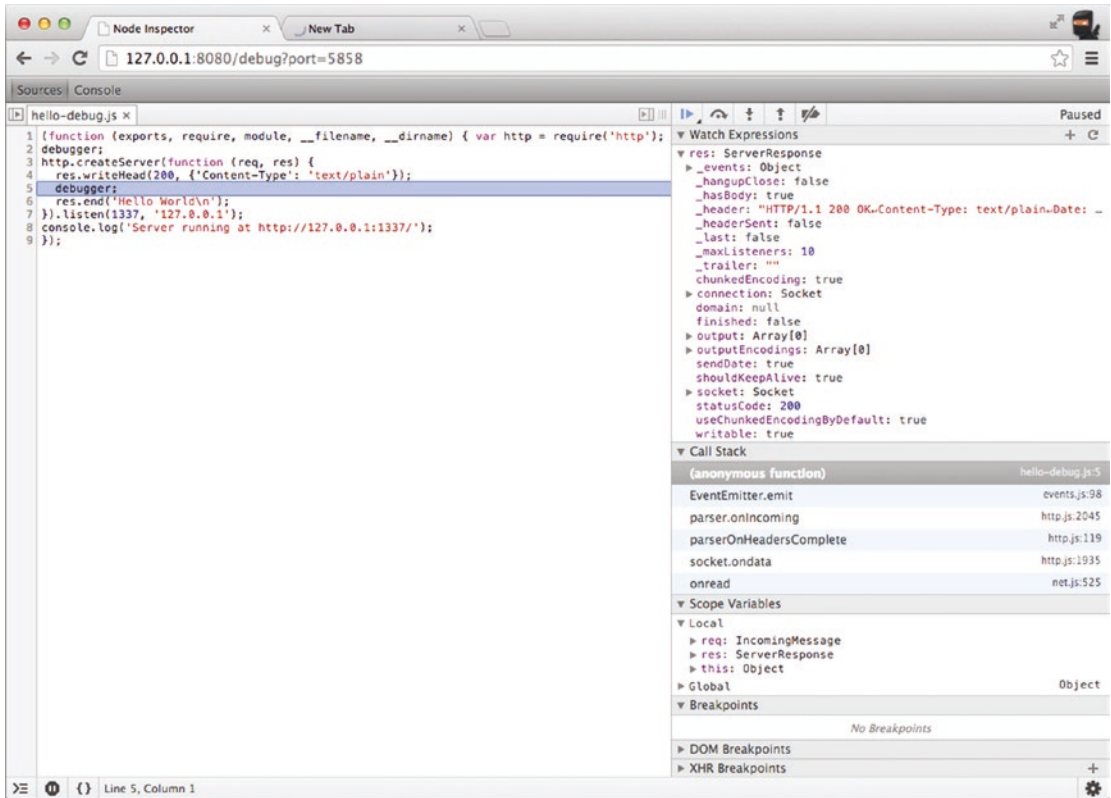 Node Inspector
New Tab
127.0.0.1:8080/debug?port=5858
Sources Console
hello-debug.js
1 (function (exports, require, module, __filename, __dirname) { var http = require('http');
2 debugger;
3 http.createServer(function (req, res) {
4 res.writeHead(200, {'Content-Type': 'text/plain'});
5 debugger;
6 res.end('Hello World\n');
7 }).listen(1337, '127.0.0.1');
8 console.log('Server running at http://127.0.0.1:1337/');
9 });
Paused
Watch Expressions
res: ServerResponse
_events: Object
_hangupClose: false
_hasBody: true
_header: "HTTP/1.1 200 OK↵Content-Type: text/plain↵Date: …
_headerSent: false
_last: false
_maxListeners: 10
_trailer: ""
chunkedEncoding: true
connection: Socket
domain: null
finished: false
output: Array[0]
outputEncodings: Array[0]
sendDate: true
shouldKeepAlive: true
socket: Socket
statusCode: 200
useChunkedEncodingByDefault: true
writable: true
Call Stack
(anonymous function) hello-debug.js:5
EventEmitter.emit events.js:98
parser.onIncoming http.js:2045
parserOnHeadersComplete http.js:119
socket.ondata http.js:1935
onread net.js:525
Scope Variables
Local
req: IncomingMessage
res: ServerResponse
this: Object
Global Object
Breakpoints
No Breakpoints
DOM Breakpoints
XHR Breakpoints
{ } Line 5, Column 1